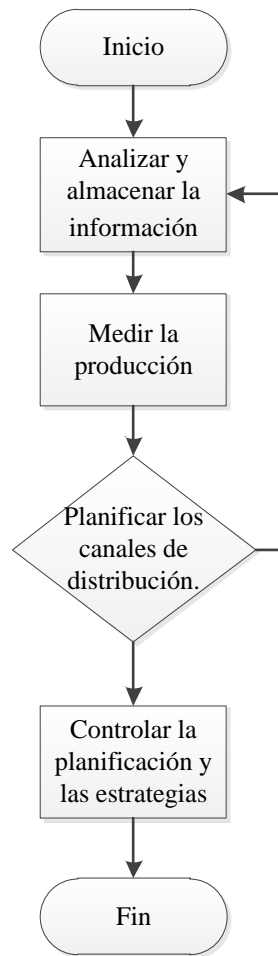 Inicio
Analizar y
almacenar la
información
Medir la
producción
Planificar los
canales de
distribución.
Controlar la
planificación y
las estrategias
Fin